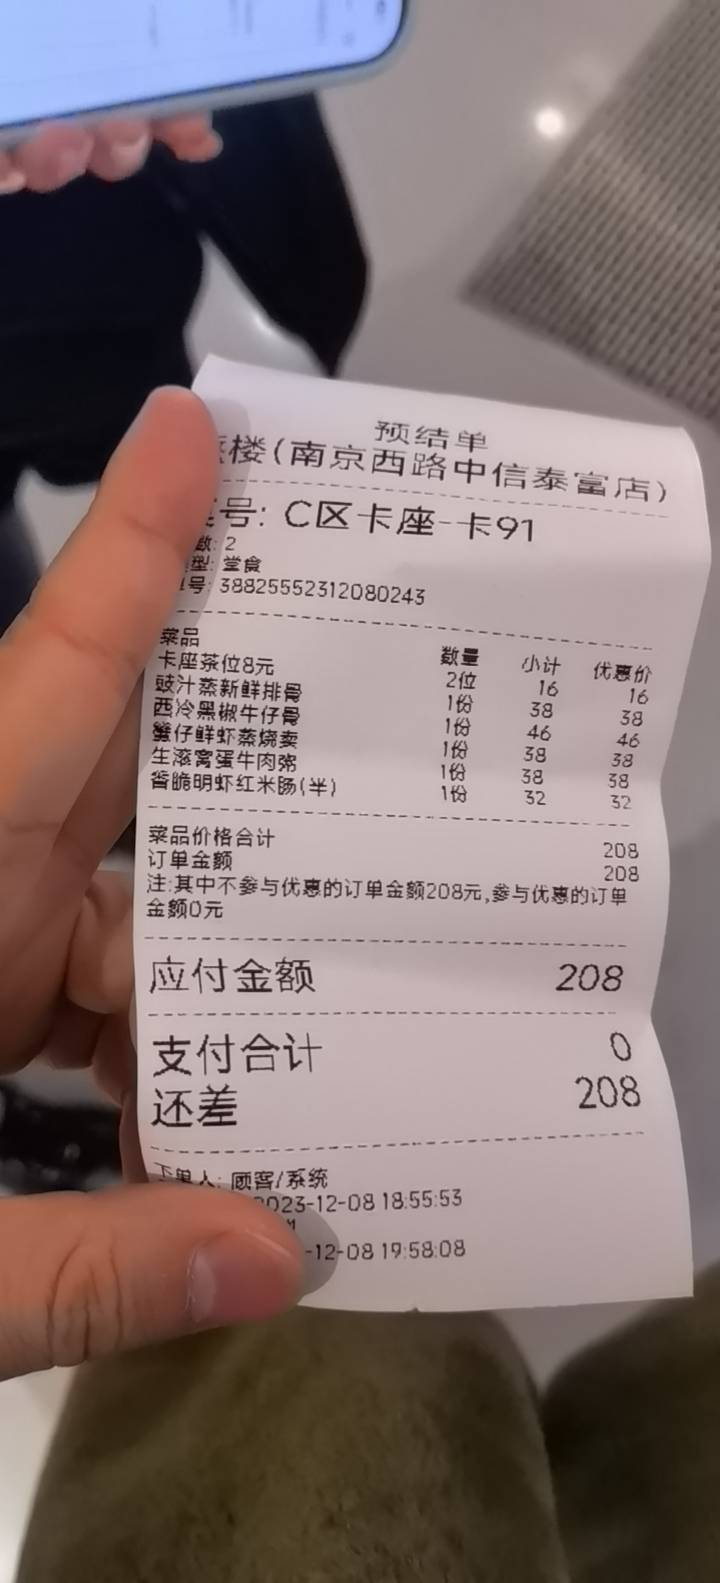 预结单
楼(南京西路中信泰富店)
号: C区卡座-卡91
数: 2
型: 堂食
号: 38825552312080243
菜品 数量 小计 优惠价
卡座茶位8元 2位 16 16
豉汁蒸新鲜排骨 1份 38 38
西冷黑椒牛仔骨 1份 46 46
蟹仔鲜虾蒸烧卖 1份 38 38
生滚窝蛋牛肉粥 1份 38 38
香脆明虾红米肠(半) 1份 32 32
菜品价格合计 208
订单金额 208
注:其中不参与优惠的订单金额208元,参与优惠的订单
金额0元
应付金额 208
支付合计 0
还差 208
下单人: 顾客/系统
2023-12-08 18:55:53
-12-08 19:58:08